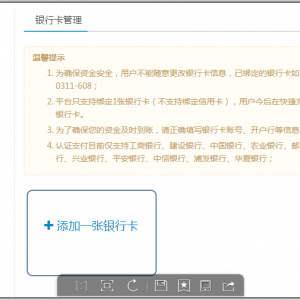 银行卡管理
温馨提示
1. 为确保资金安全，用户不能随意更改银行卡信息，已绑定的银行卡如
0311-608；
2. 平台只支持绑定1张银行卡（不支持绑定信用卡），用户今后在快捷充
银行卡。
3. 为了确保您的资金及时到账，请正确填写银行卡账号、开户行等信息
4. 认证支付目前仅支持工商银行、建设银行、中国银行、农业银行、邮
行、兴业银行、平安银行、中信银行、浦发银行、华夏银行；
+ 添加一张银行卡
1:1